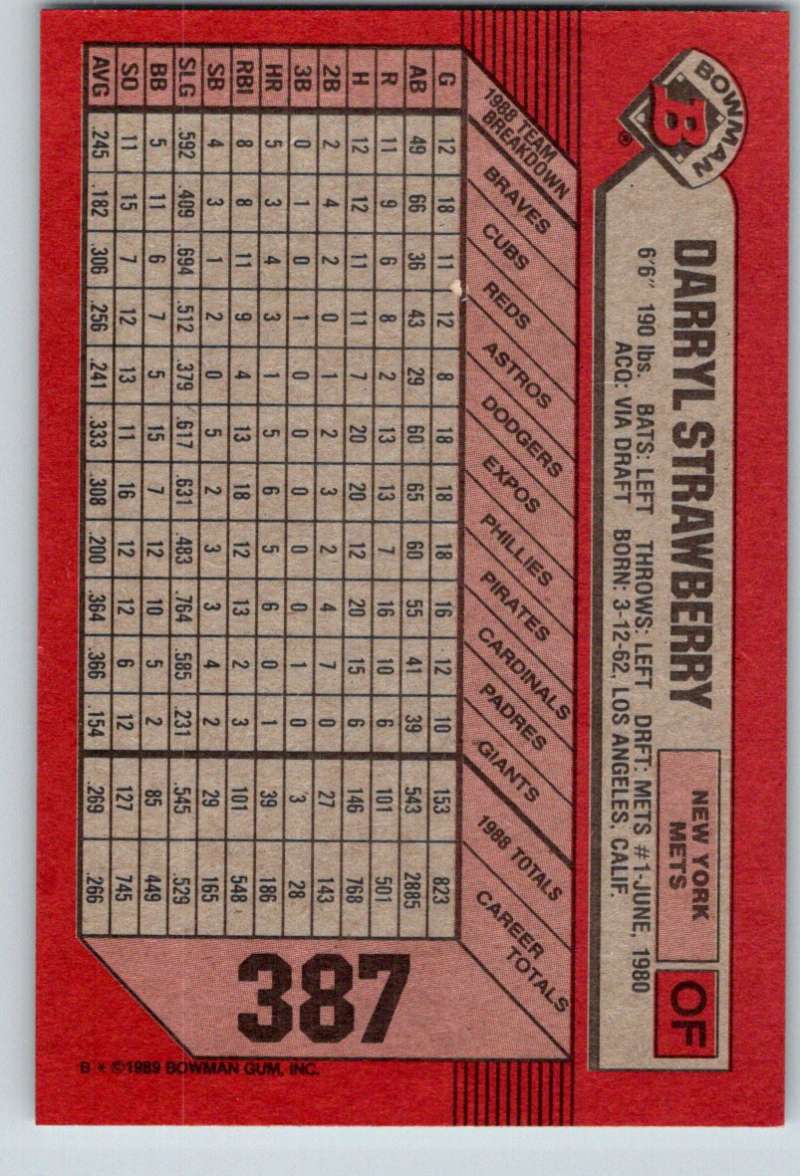 BOWMAN
B
®
DARRYL STRAWBERRY
6'6" 190 lbs. BATS: LEFT THROWS: LEFT DRFT: METS #1-JUNE, 1980
ACQ: VIA DRAFT BORN: 3-12-62, LOS ANGELES, CALIF.
NEW YORK
METS
OF
1988 TEAM
BREAKDOWN
BRAVES
CUBS
REDS
ASTROS
DODGERS
EXPOS
PHILLIES
PIRATES
CARDINALS
PADRES
GIANTS
1988 TOTALS
CAREER
TOTALS
G 12 18 11 12 8 18 18 18 16 12 10 153 823
AB 49 66 36 43 29 60 65 60 55 41 39 543 2885
R 11 9 6 8 2 13 13 7 16 10 6 101 501
H 12 12 11 11 7 20 20 12 20 15 6 146 768
2B 2 4 2 0 1 2 3 2 4 7 0 27 143
3B 0 1 0 1 0 0 0 0 0 1 0 3 28
HR 5 3 4 3 1 5 6 5 6 0 1 39 186
RBI 8 8 11 9 4 13 18 12 13 2 3 101 548
SB 4 3 1 2 0 5 2 3 3 4 2 29 165
SLG .592 .409 .694 .512 .379 .617 .631 .483 .764 .585 .231 .545 .529
BB 5 11 6 7 5 15 7 12 10 5 2 85 449
SO 11 15 7 12 13 11 16 12 12 6 12 127 745
AVG .245 .182 .306 .256 .241 .333 .308 .200 .364 .366 .154 .269 .266
387
B * ©1989 BOWMAN GUM, INC.